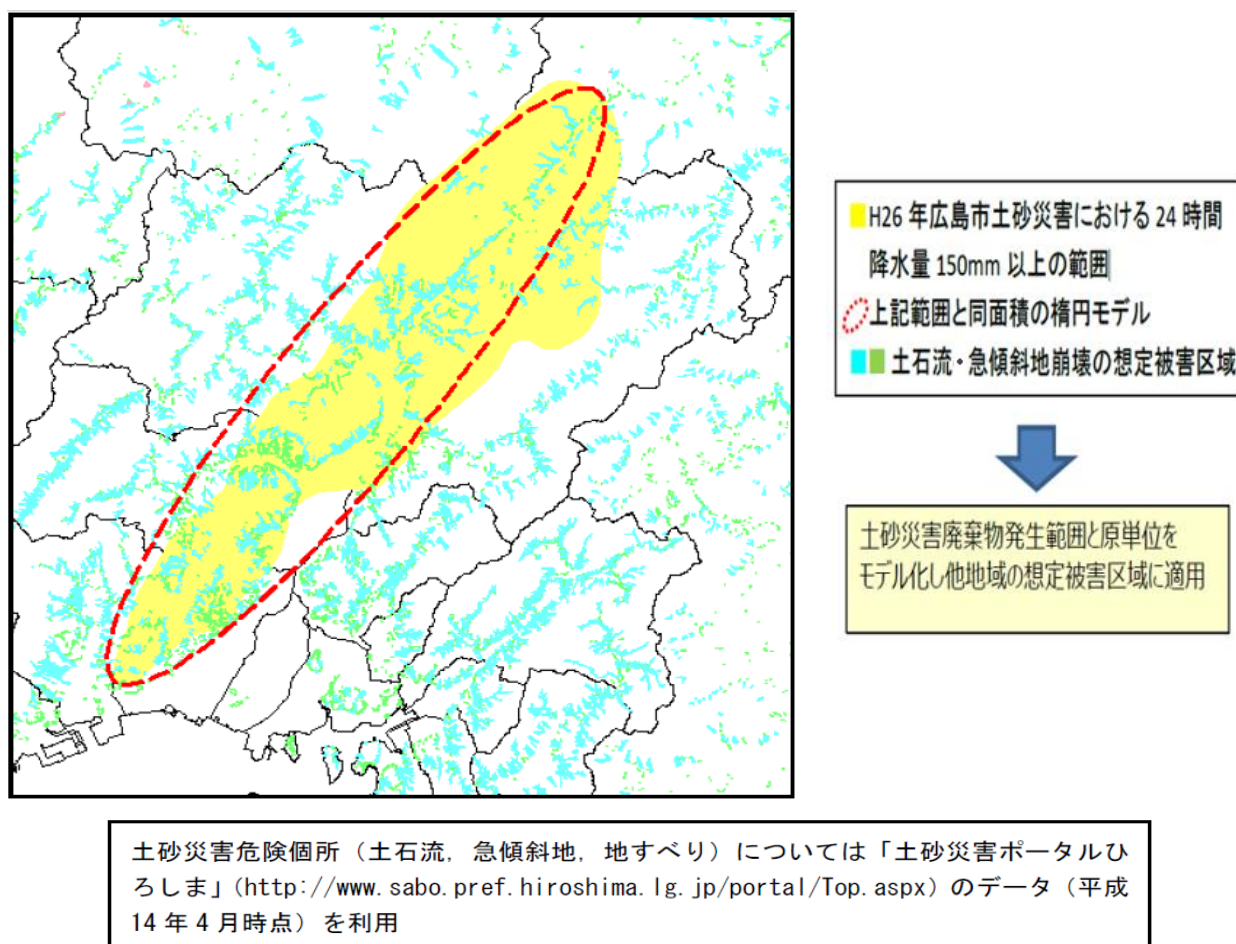 H26 年広島市土砂災害における 24 時間
降水量 150mm 以上の範囲
上記範囲と同面積の楕円モデル
土石流・急傾斜地崩壊の想定被害区域
土砂災害廃棄物発生範囲と原単位を
モデル化し他地域の想定被害区域に適用
土砂災害危険個所（土石流，急傾斜地，地すべり）については「土砂災害ポータルひ
ろしま」(http://www.sabo.pref.hiroshima.lg.jp/portal/Top.aspx) のデータ（平成
14 年 4 月時点）を利用